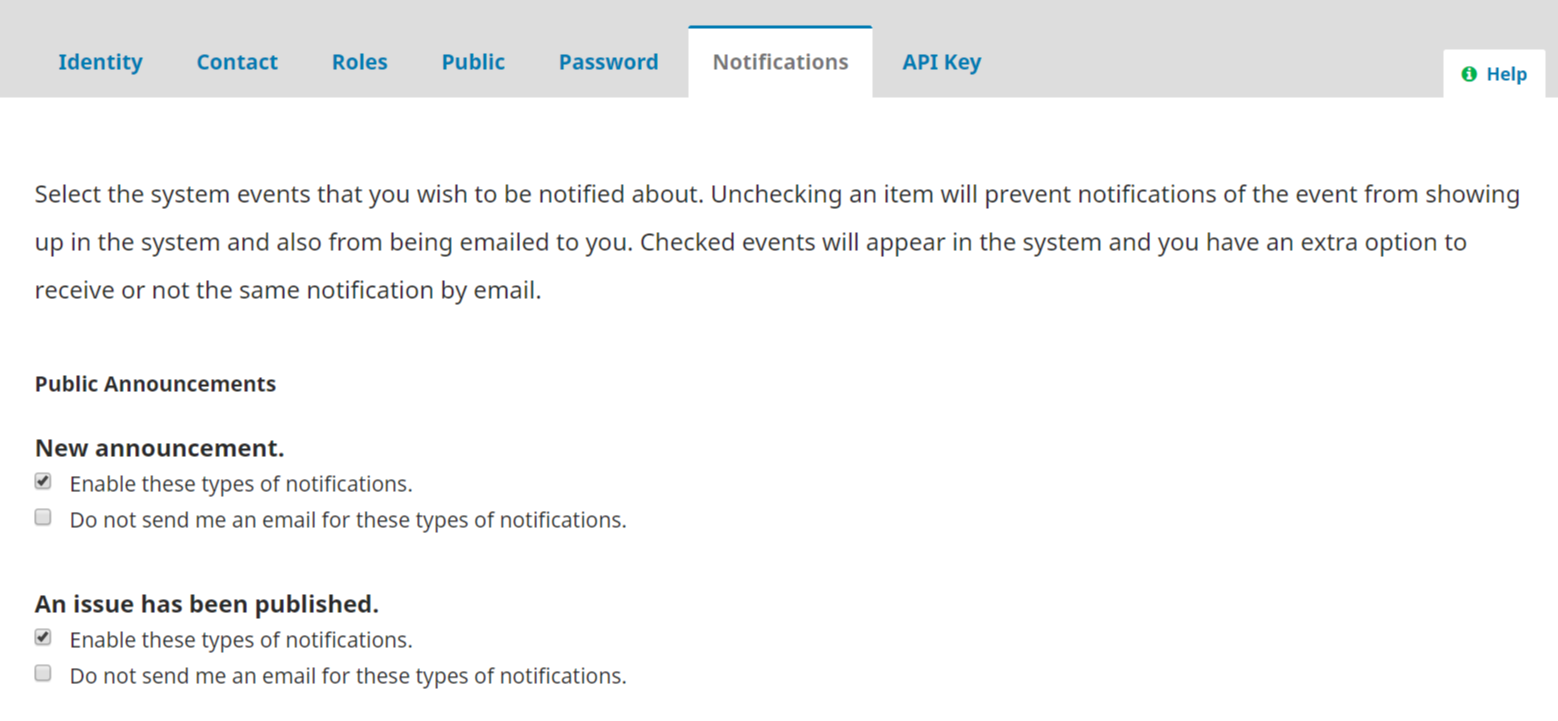 Identity Contact Roles Public Password Notifications API Key
Help
Select the system events that you wish to be notified about. Unchecking an item will prevent notifications of the event from showing
up in the system and also from being emailed to you. Checked events will appear in the system and you have an extra option to
receive or not the same notification by email.
Public Announcements
New announcement.
Enable these types of notifications.
Do not send me an email for these types of notifications.
An issue has been published.
Enable these types of notifications.
Do not send me an email for these types of notifications.